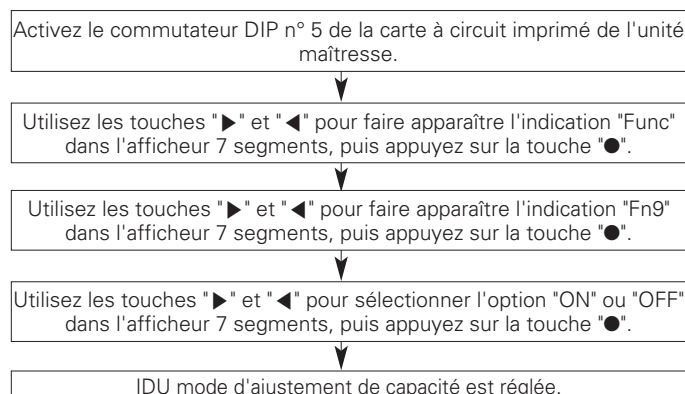 Activez le commutateur DIP n° 5 de la carte à circuit imprimé de l'unité
maîtresse.
Utilisez les touches "▶" et "◀" pour faire apparaître l'indication "Func"
dans l'afficheur 7 segments, puis appuyez sur la touche "●".
Utilisez les touches "▶" et "◀" pour faire apparaître l'indication "Fn9"
dans l'afficheur 7 segments, puis appuyez sur la touche "●".
Utilisez les touches "▶" et "◀" pour sélectionner l'option "ON" ou "OFF"
dans l'afficheur 7 segments, puis appuyez sur la touche "●".
IDU mode d'ajustement de capacité est réglée.